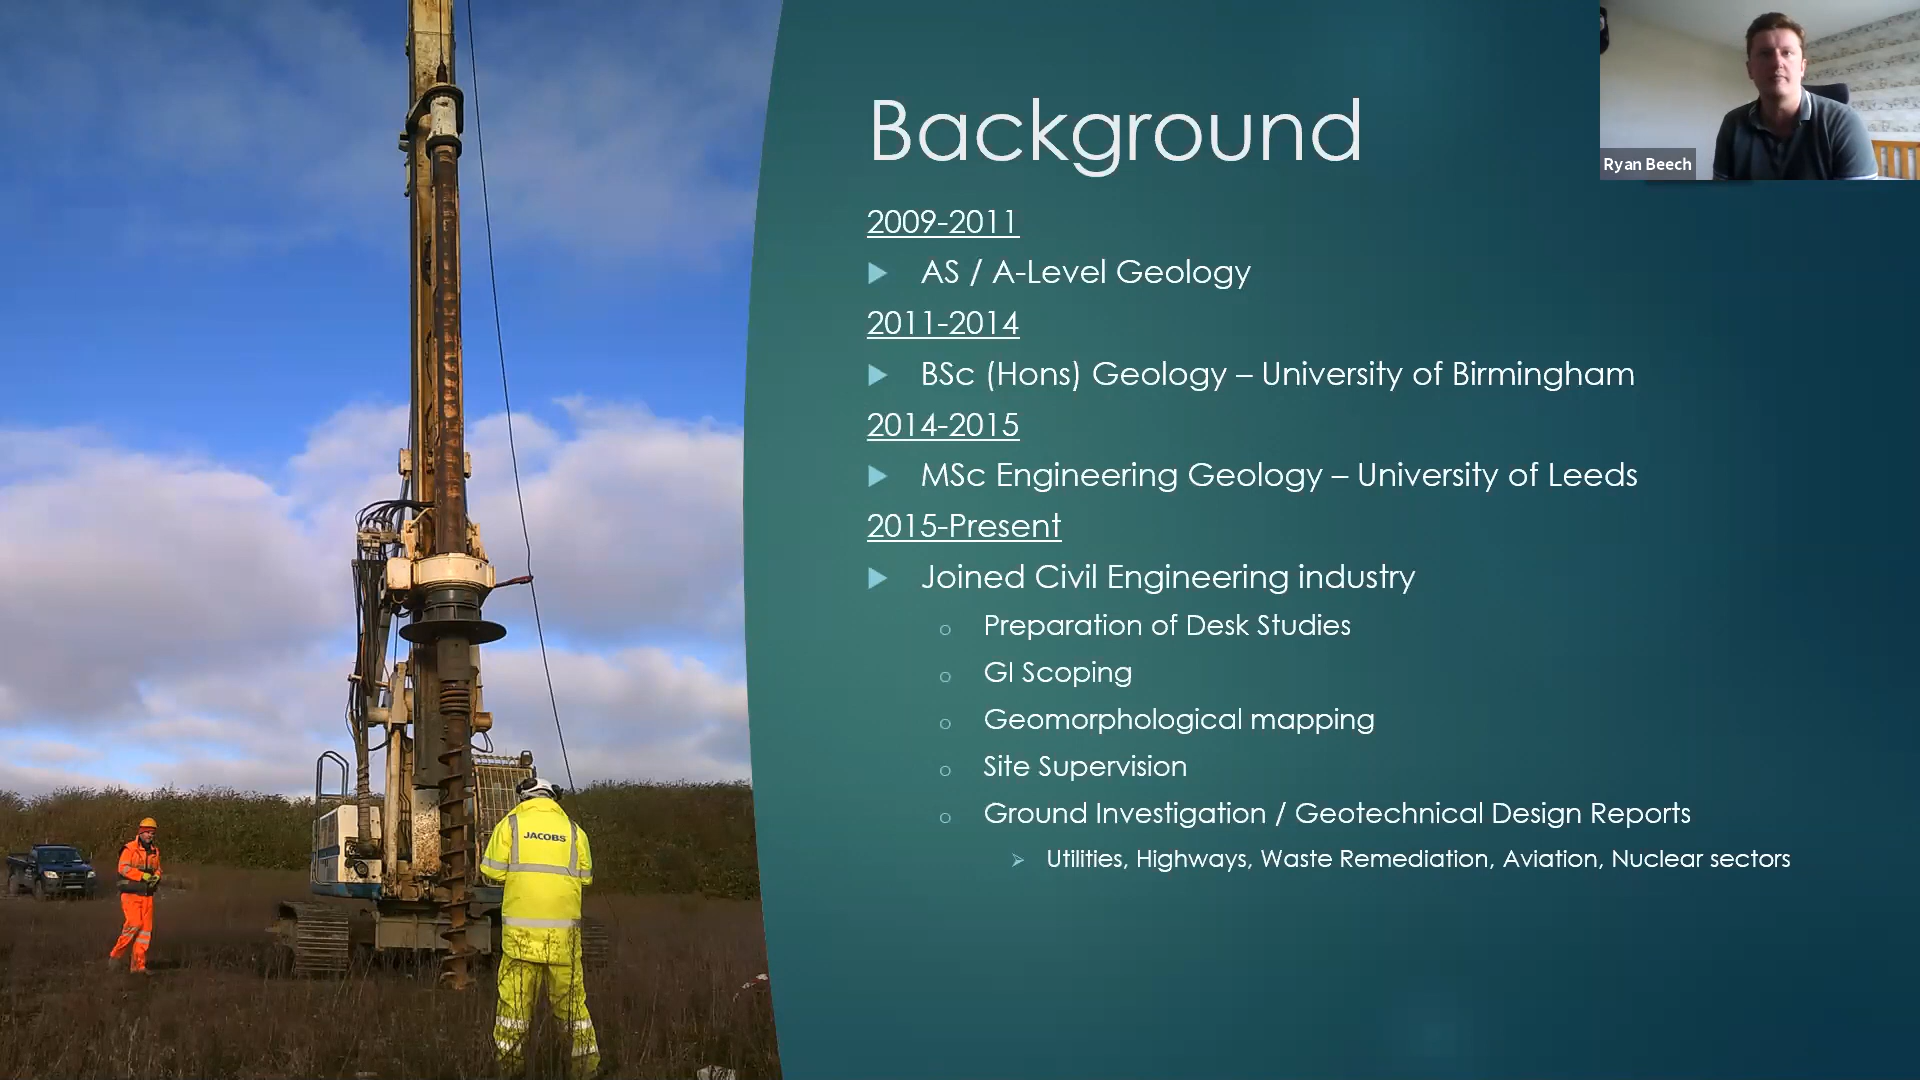 Background
Ryan Beech
2009-2011
AS / A-Level Geology
2011-2014
BSc (Hons) Geology – University of Birmingham
2014-2015
MSc Engineering Geology – University of Leeds
2015-Present
Joined Civil Engineering industry
Preparation of Desk Studies
GI Scoping
Geomorphological mapping
Site Supervision
Ground Investigation / Geotechnical Design Reports
Utilities, Highways, Waste Remediation, Aviation, Nuclear sectors
JACOBS